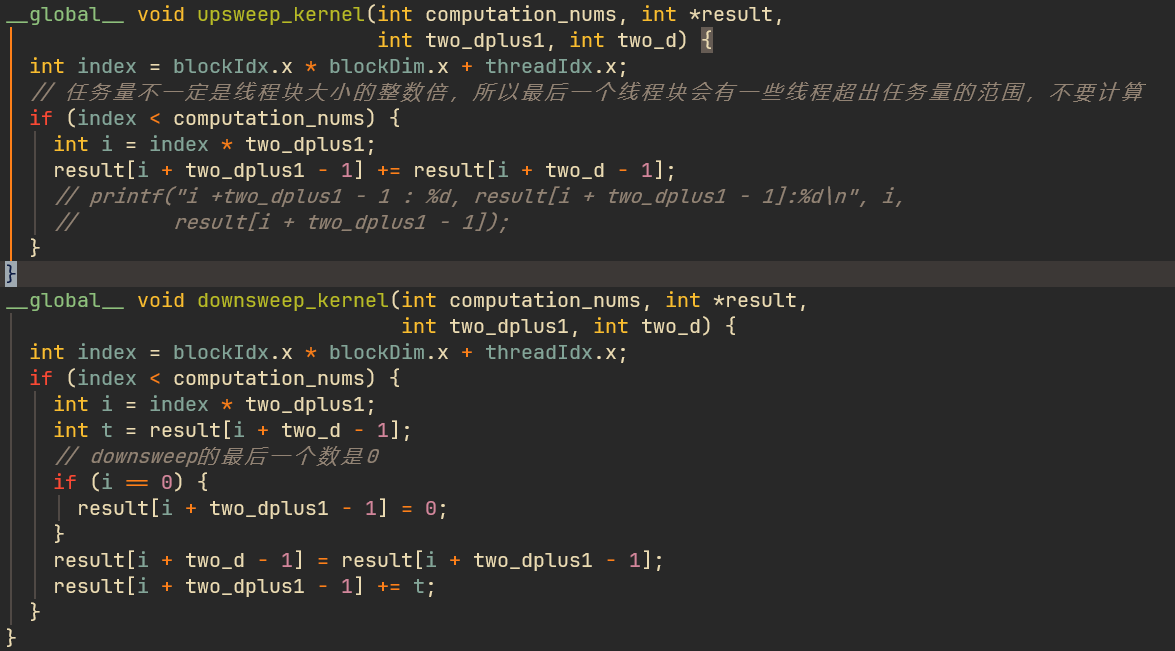 __global__ void upsweep_kernel(int computation_nums, int *result,
                               int two_dplus1, int two_d) {
  int index = blockIdx.x * blockDim.x + threadIdx.x;
  // 任务量不一定是线程块大小的整数倍，所以最后一个线程块会有一些线程超出任务量的范围，不要计算
  if (index < computation_nums) {
    int i = index * two_dplus1;
    result[i + two_dplus1 - 1] += result[i + two_d - 1];
    // printf("i +two_dplus1 - 1 : %d, result[i + two_dplus1 - 1]:%d\n", i,
    //        result[i + two_dplus1 - 1]);
  }
}
__global__ void downsweep_kernel(int computation_nums, int *result,
                                 int two_dplus1, int two_d) {
  int index = blockIdx.x * blockDim.x + threadIdx.x;
  if (index < computation_nums) {
    int i = index * two_dplus1;
    int t = result[i + two_d - 1];
    // downsweep的最后一个数是0
    if (i == 0) {
      result[i + two_dplus1 - 1] = 0;
    }
    result[i + two_d - 1] = result[i + two_dplus1 - 1];
    result[i + two_dplus1 - 1] += t;
  }
}